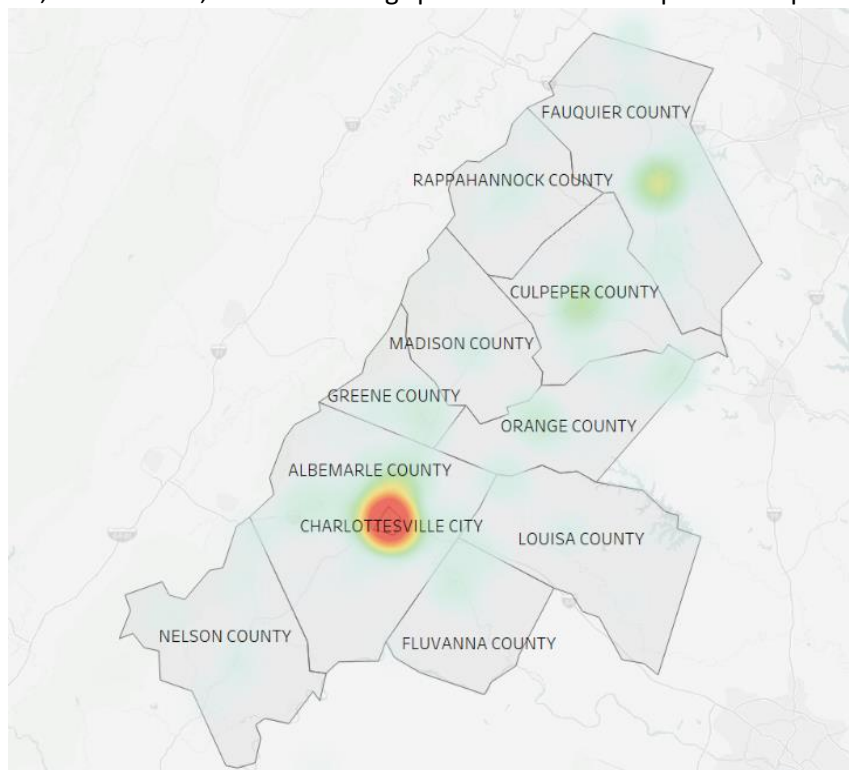 FAUQUIER COUNTY
RAPPAHANNOCK COUNTY
CULPEPER COUNTY
MADISON COUNTY
GREENE COUNTY
ORANGE COUNTY
ALBEMARLE COUNTY
CHARLOTTESVILLE CITY
LOUISA COUNTY
NELSON COUNTY
FLUVANNA COUNTY